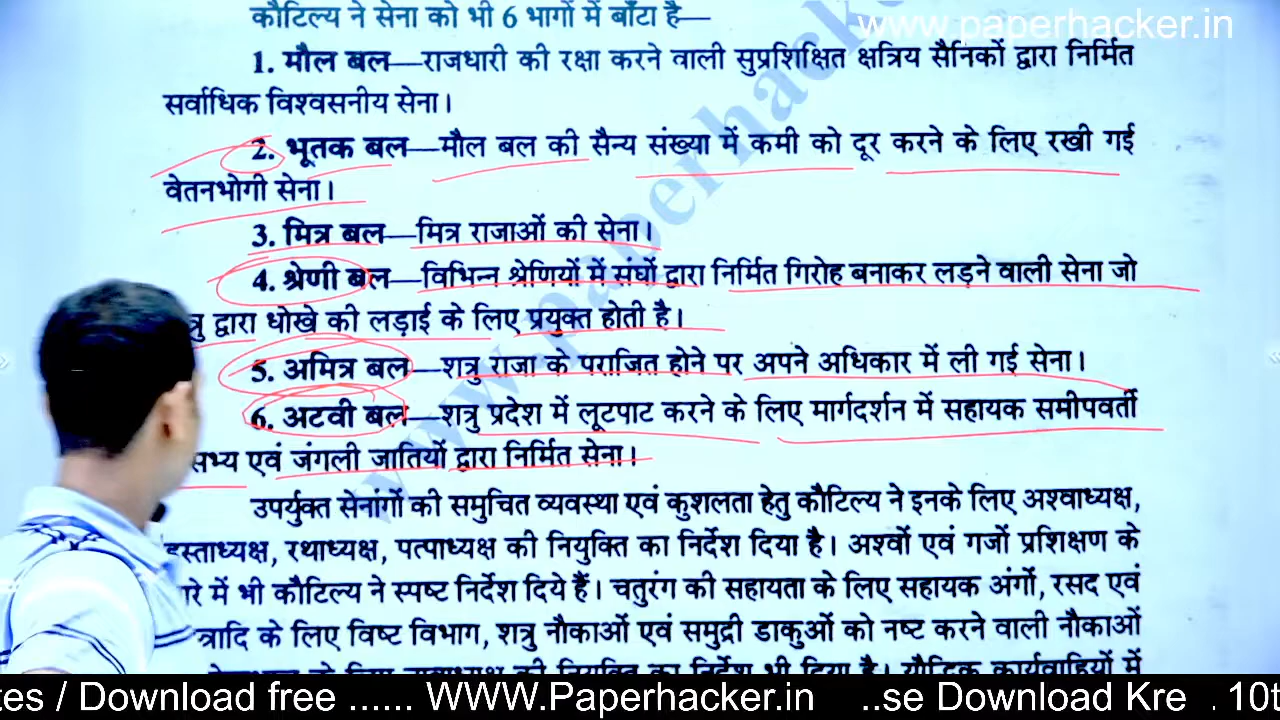 कौटिल्य ने सेना को भी 6 भागों में बाँटा है—
www.paperhacker.in
1. मौल बल—राजधारी की रक्षा करने वाली सुप्रशिक्षित क्षत्रिय सैनिकों द्वारा निर्मित
सर्वाधिक विश्वसनीय सेना।
2. भूतक बल—मौल बल की सैन्य संख्या में कमी को दूर करने के लिए रखी गई
वेतनभोगी सेना।
3. मित्र बल—मित्र राजाओं की सेना।
4. श्रेणी बल—विभिन्न श्रेणियों में संघों द्वारा निर्मित गिरोह बनाकर लड़ने वाली सेना जो
द्वारा धोखे की लड़ाई के लिए प्रयुक्त होती है।
5. अमित्र बल—शत्रु राजा के पराजित होने पर अपने अधिकार में ली गई सेना।
6. अटवी बल—शत्रु प्रदेश में लूटपाट करने के लिए मार्गदर्शन में सहायक समीपवर्ती
एवं जंगली जातियों द्वारा निर्मित सेना।
उपर्युक्त सेनांगों की समुचित व्यवस्था एवं कुशलता हेतु कौटिल्य ने इनके लिए अश्वाध्यक्ष,
हस्ताध्यक्ष, रथाध्यक्ष, पत्पाध्यक्ष की नियुक्ति का निर्देश दिया है। अश्वों एवं गजों प्रशिक्षण के
में भी कौटिल्य ने स्पष्ट निर्देश दिये हैं। चतुरंग की सहायता के लिए सहायक अंगों, रसद एवं
के लिए विष्ट विभाग, शत्रु नौकाओं एवं समुद्री डाकुओं को नष्ट करने वाली नौकाओं
की नियुक्ति का निर्देश भी दिया है। यौद्धिक कार्यवाहियों में
tes / Download free ...... WWW.Paperhacker.in ..se Download Kre . 10t